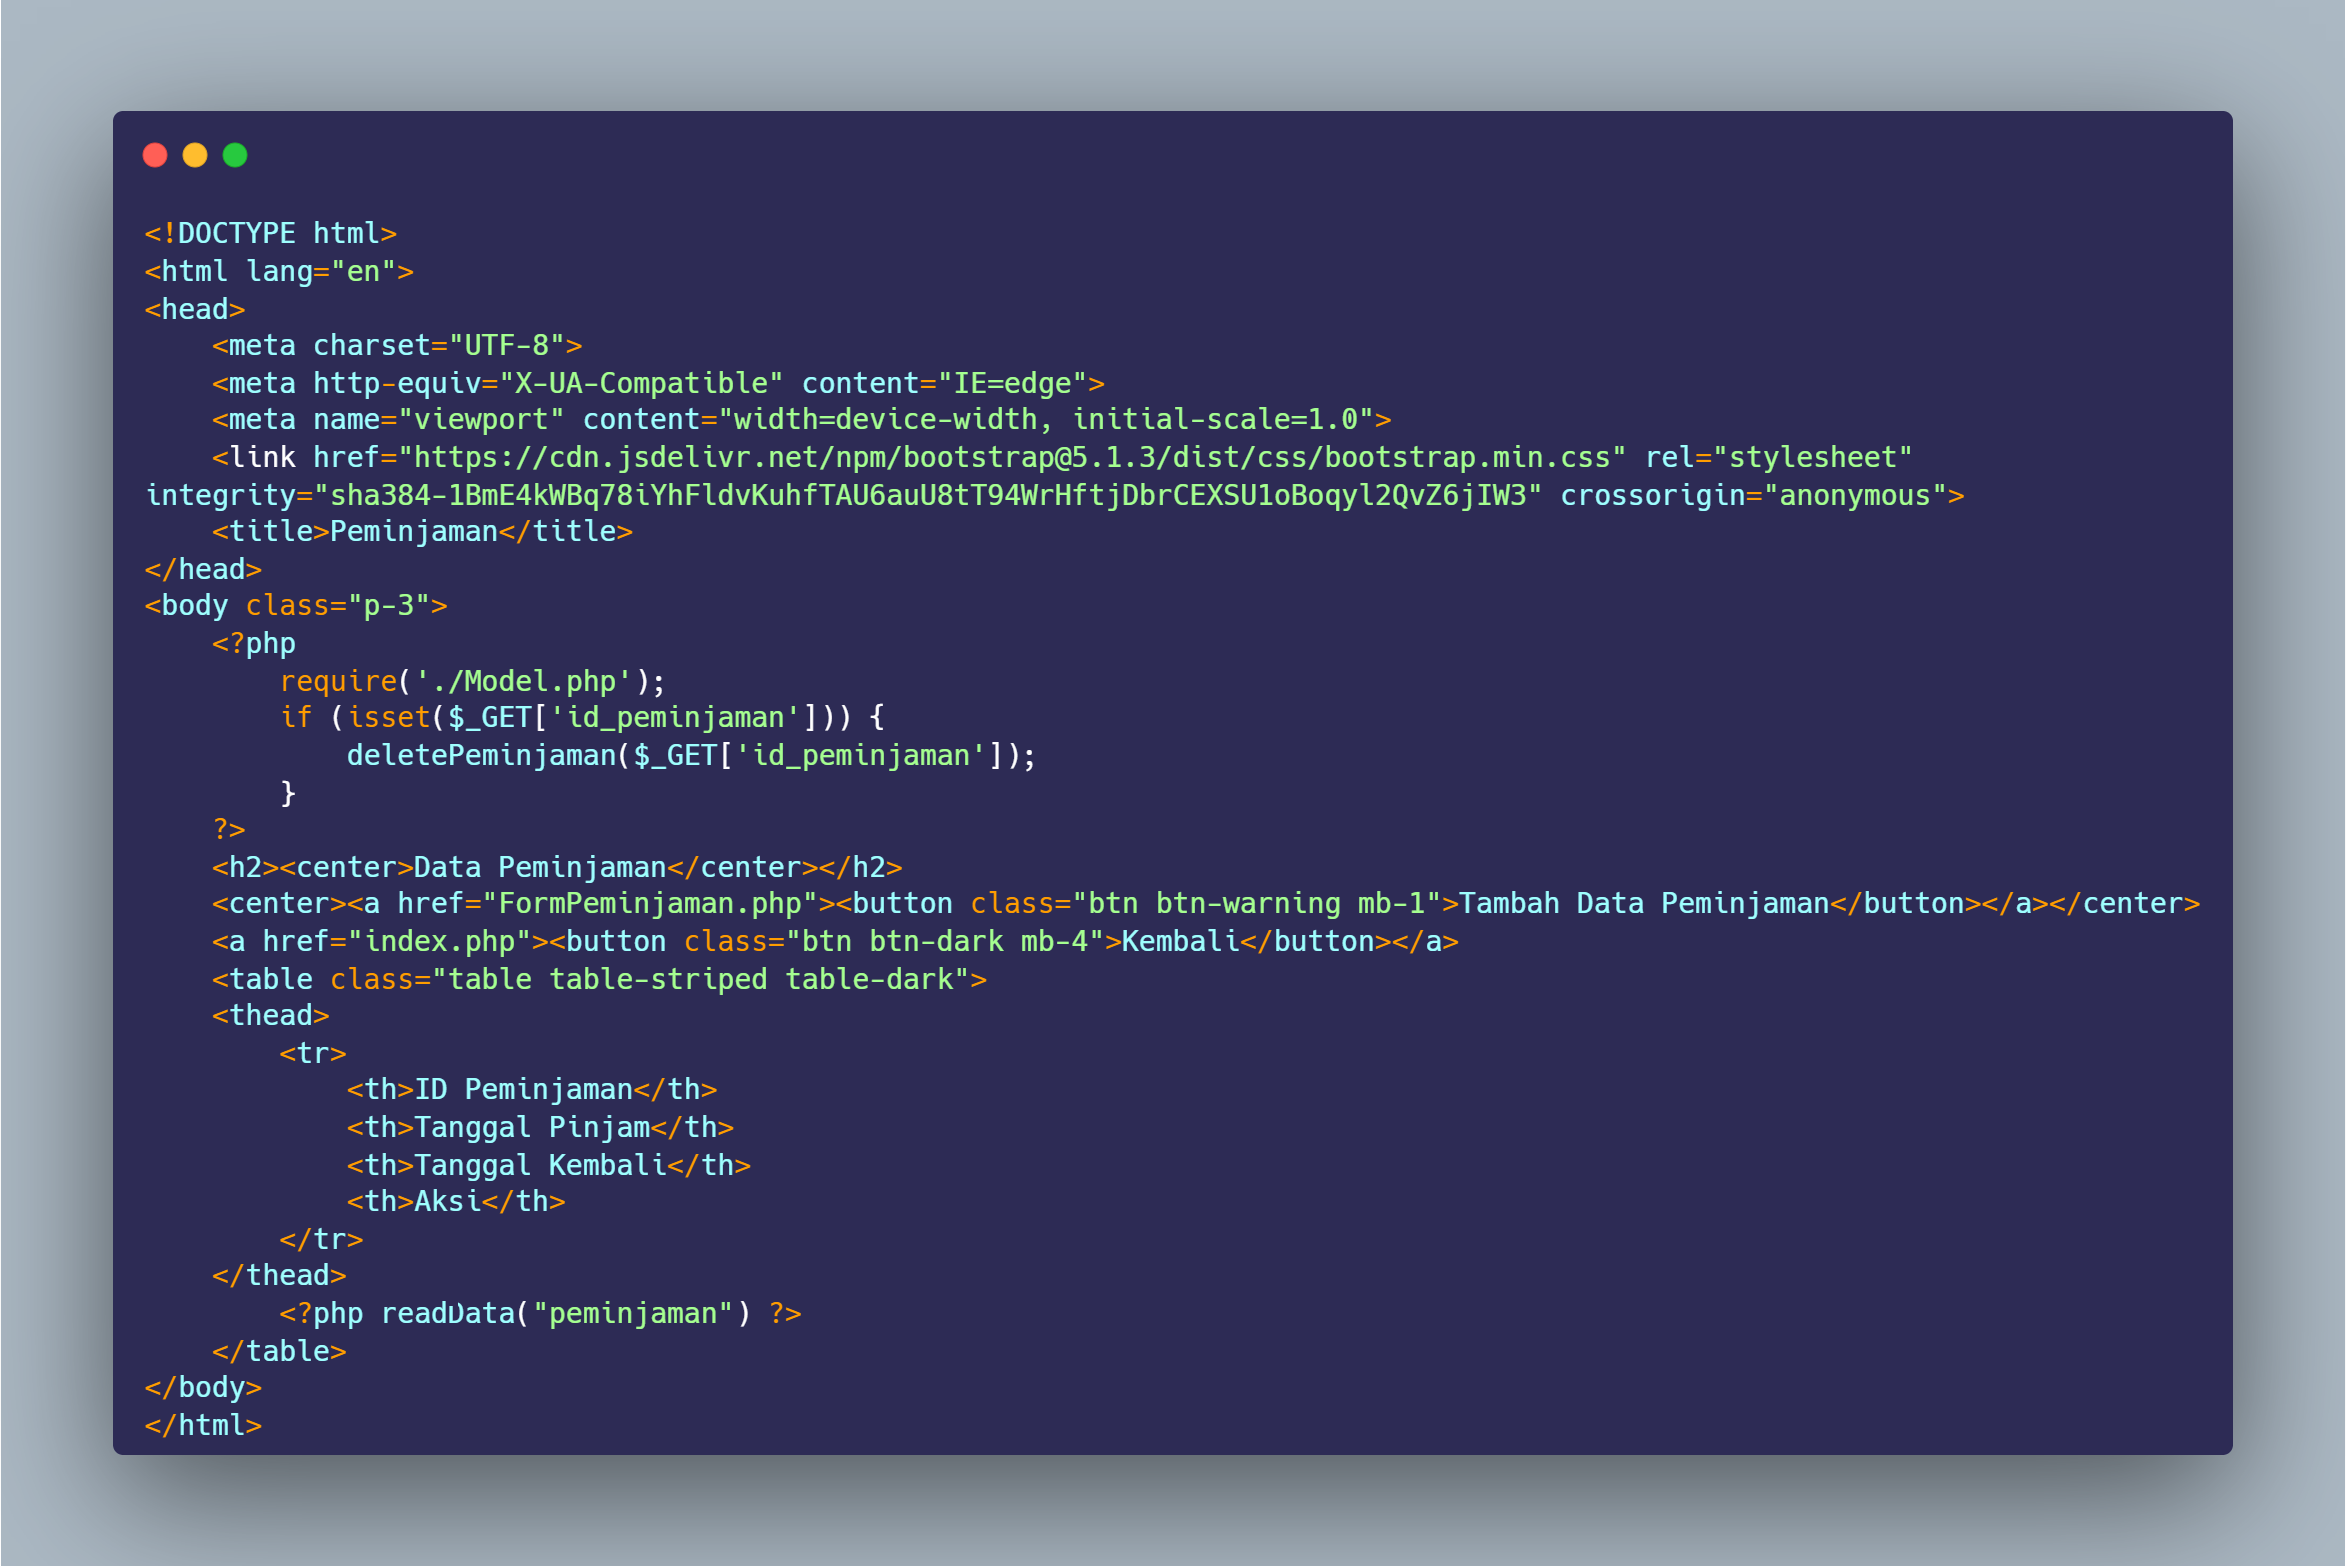 <!DOCTYPE html>
<html lang="en">
<head>
    <meta charset="UTF-8">
    <meta http-equiv="X-UA-Compatible" content="IE=edge">
    <meta name="viewport" content="width=device-width, initial-scale=1.0">
    <link href="https://cdn.jsdelivr.net/npm/bootstrap@5.1.3/dist/css/bootstrap.min.css" rel="stylesheet"
integrity="sha384-1BmE4kWBq78iYhFldvKuhfTAU6auU8tT94WrHftjDbrCEXSU1oBoqyl2QvZ6jIW3" crossorigin="anonymous">
    <title>Peminjaman</title>
</head>
<body class="p-3">
    <?php
        require('./Model.php');
        if (isset($_GET['id_peminjaman'])) {
            deletePeminjaman($_GET['id_peminjaman']);
        }
    ?>
    <h2><center>Data Peminjaman</center></h2>
    <center><a href="FormPeminjaman.php"><button class="btn btn-warning mb-1">Tambah Data Peminjaman</button></a></center>
    <a href="index.php"><button class="btn btn-dark mb-4">Kembali</button></a>
    <table class="table table-striped table-dark">
    <thead>
        <tr>
            <th>ID Peminjaman</th>
            <th>Tanggal Pinjam</th>
            <th>Tanggal Kembali</th>
            <th>Aksi</th>
        </tr>
    </thead>
        <?php readData("peminjaman") ?>
    </table>
</body>
</html>